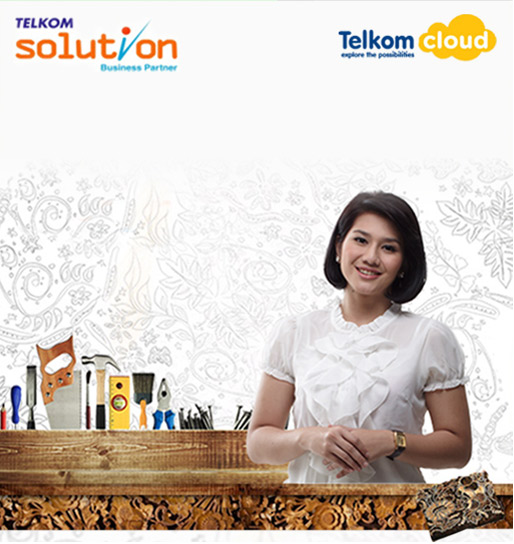 TELKOM
solution
Business Partner
Telkom cloud
explore the possibilities